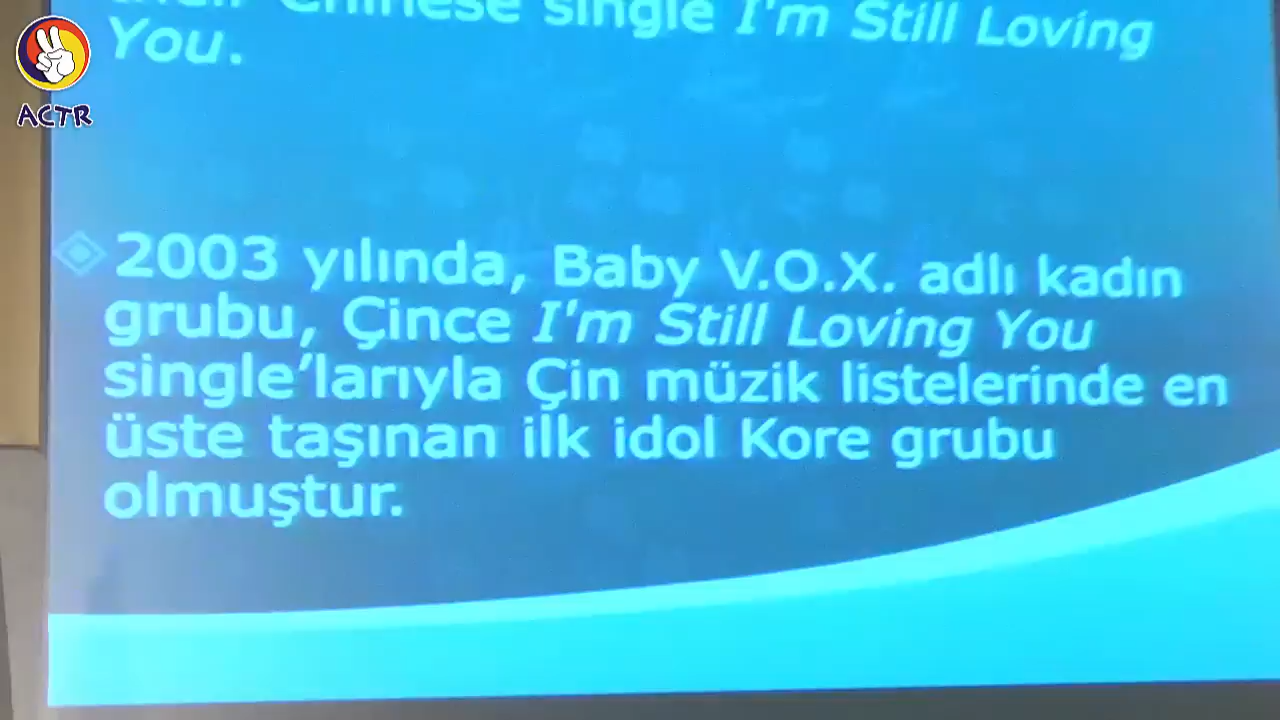 their Chinese single I'm Still Loving
You.
ACTR
2003 yılında, Baby V.O.X. adlı kadın
grubu, Çince I'm Still Loving You
single’larıyla Çin müzik listelerinde en
üste taşınan ilk idol Kore grubu
olmuştur.